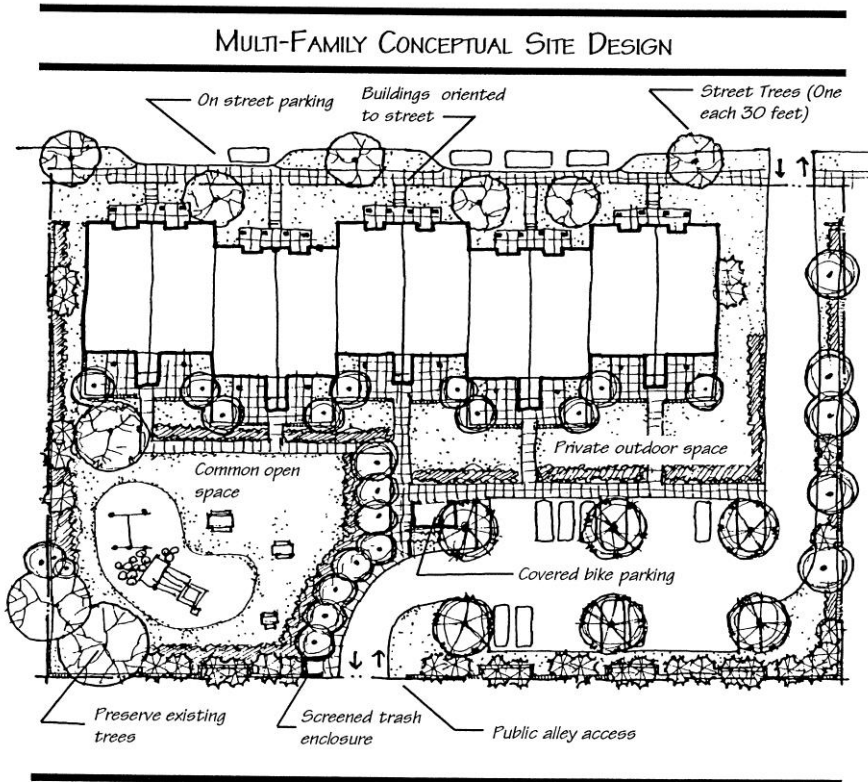 MULTI-FAMILY CONCEPTUAL SITE DESIGN
On street parking
Buildings oriented
to street
Street Trees (One
each 30 feet)
Common open
space
Private outdoor space
Covered bike parking
Preserve existing
trees
Screened trash
enclosure
Public alley access